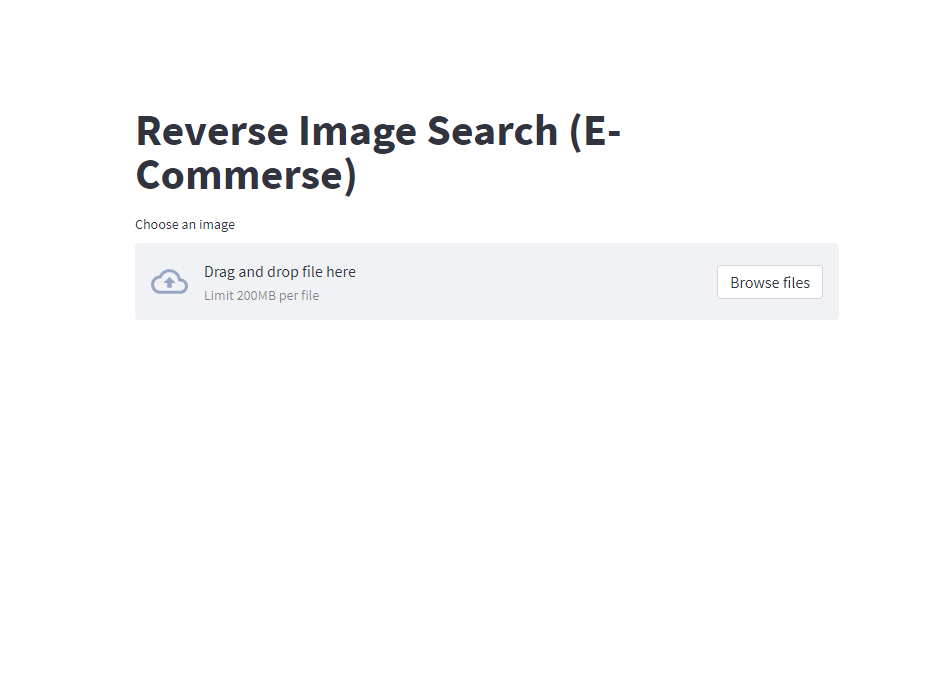 Reverse Image Search (E-
Commerse)
Choose an image
Drag and drop file here
Limit 200MB per file
Browse files